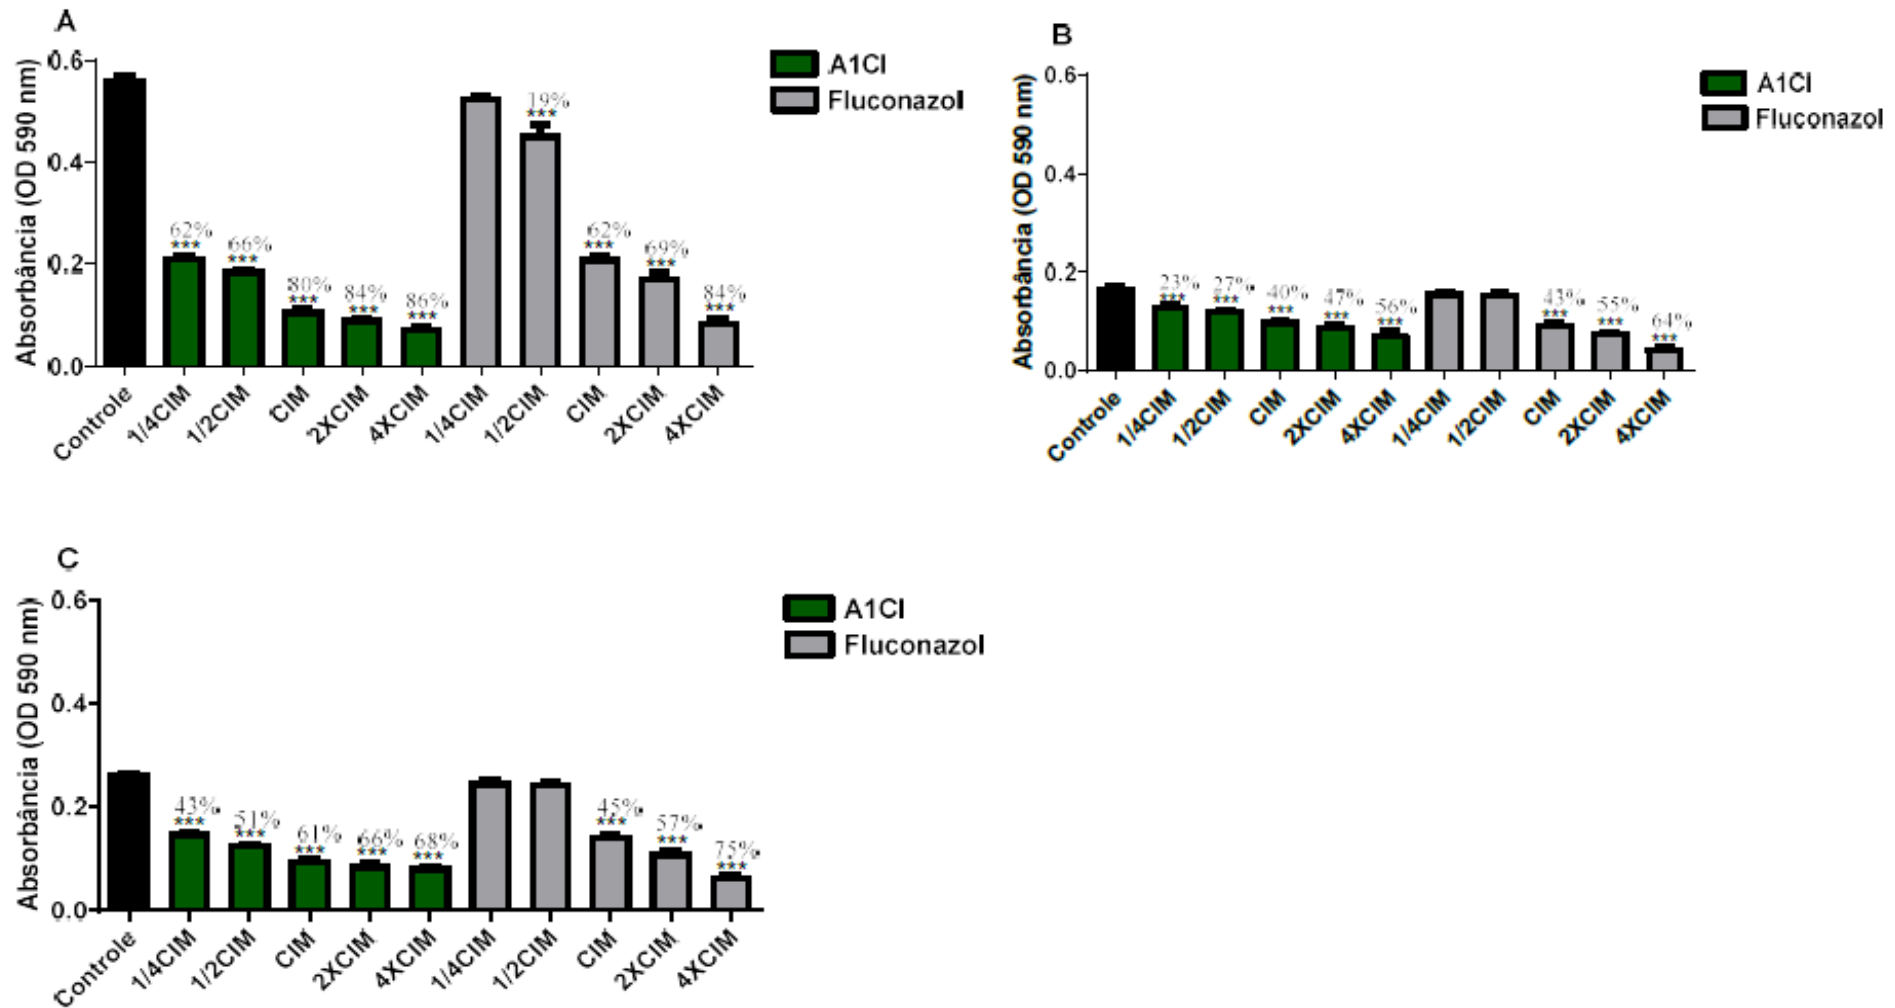 A
Absorbância (OD 590 nm)
0.6
0.4
0.2
0.0
62%
***
66%
***
80%
***
84%
***
86%
***
19%
***
62%
***
69%
***
84%
***
Controle
1/4CIM
1/2CIM
CIM
2XCIM
4XCIM
1/4CIM
1/2CIM
CIM
2XCIM
4XCIM
A1Cl
Fluconazol
B
Absorbância (OD 590 nm)
0.6
0.4
0.2
0.0
23%
***
27%
***
40%
***
47%
***
56%
***
43%
***
55%
***
64%
***
Controle
1/4CIM
1/2CIM
CIM
2XCIM
4XCIM
1/4CIM
1/2CIM
CIM
2XCIM
4XCIM
A1Cl
Fluconazol
C
Absorbância (OD 590 nm)
0.6
0.4
0.2
0.0
43%
***
51%
***
61%
***
66%
***
68%
***
45%
***
57%
***
75%
***
Controle
1/4CIM
1/2CIM
CIM
2XCIM
4XCIM
1/4CIM
1/2CIM
CIM
2XCIM
4XCIM
A1Cl
Fluconazol